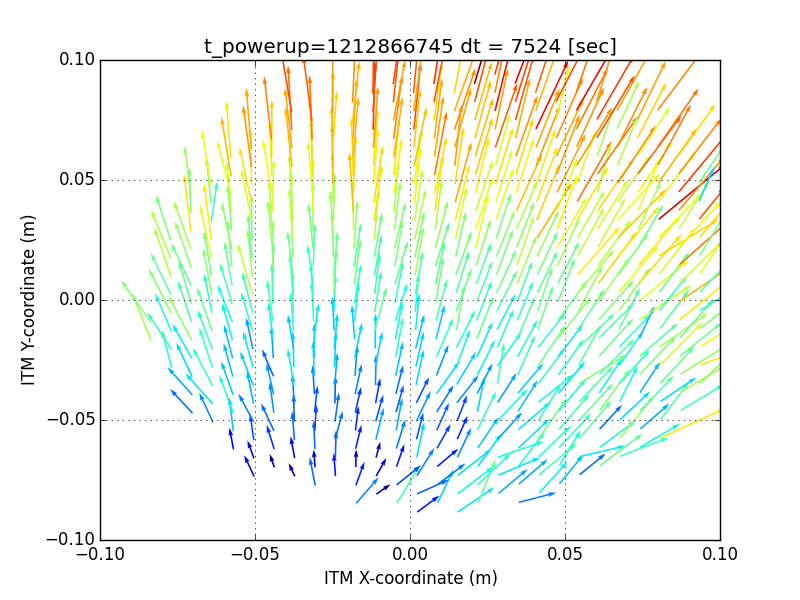 t_powerup=1212866745 dt = 7524 [sec]
0.10
0.05
0.00
−0.05
−0.10
ITM Y-coordinate (m)
−0.10 −0.05 0.00 0.05 0.10
ITM X-coordinate (m)